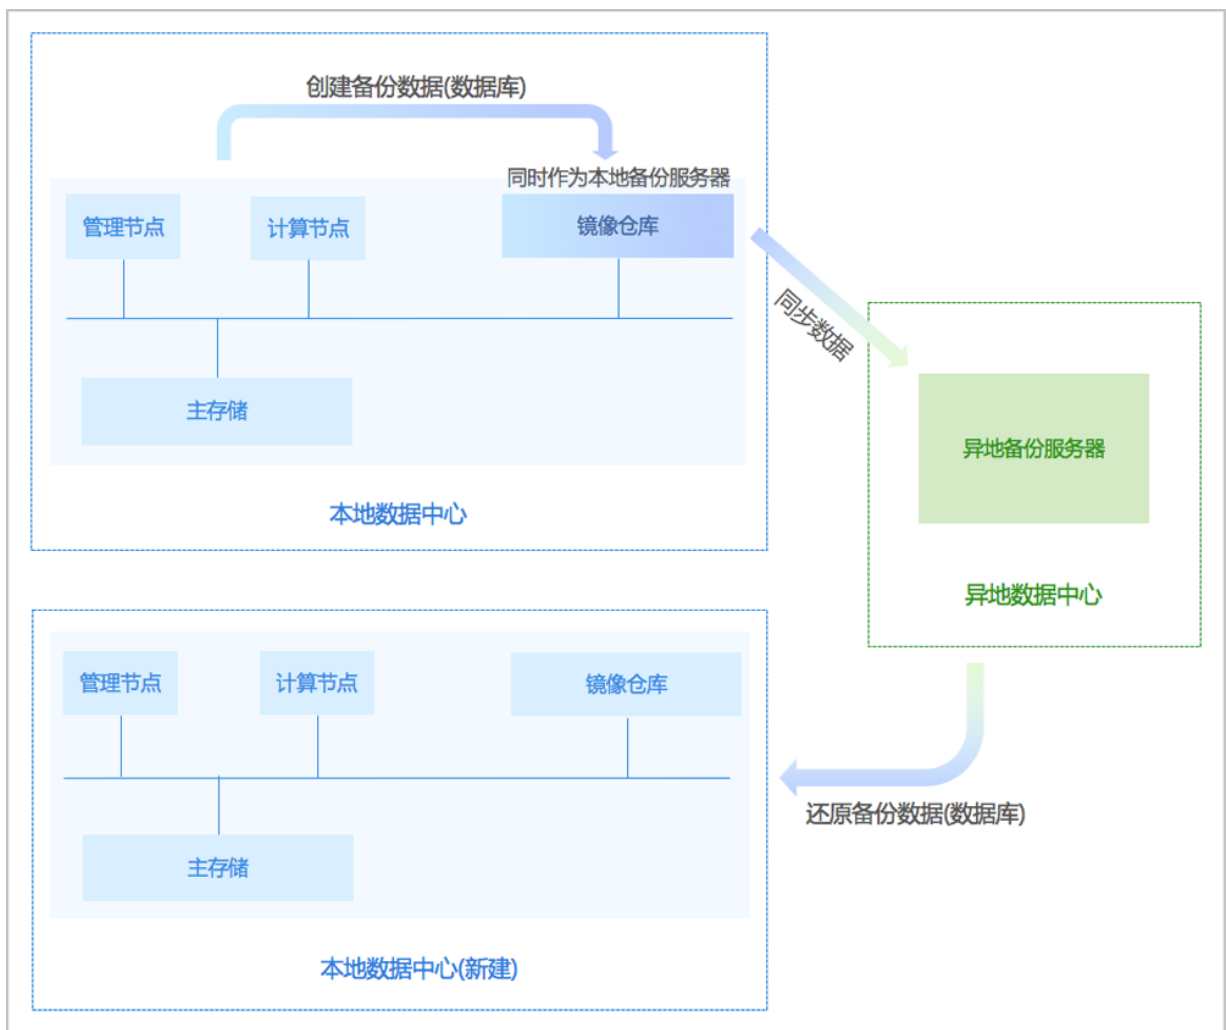 创建备份数据(数据库)
同时作为本地备份服务器
管理节点
计算节点
镜像仓库
同步数据
主存储
异地备份服务器
本地数据中心
异地数据中心
管理节点
计算节点
镜像仓库
还原备份数据(数据库)
主存储
本地数据中心(新建)